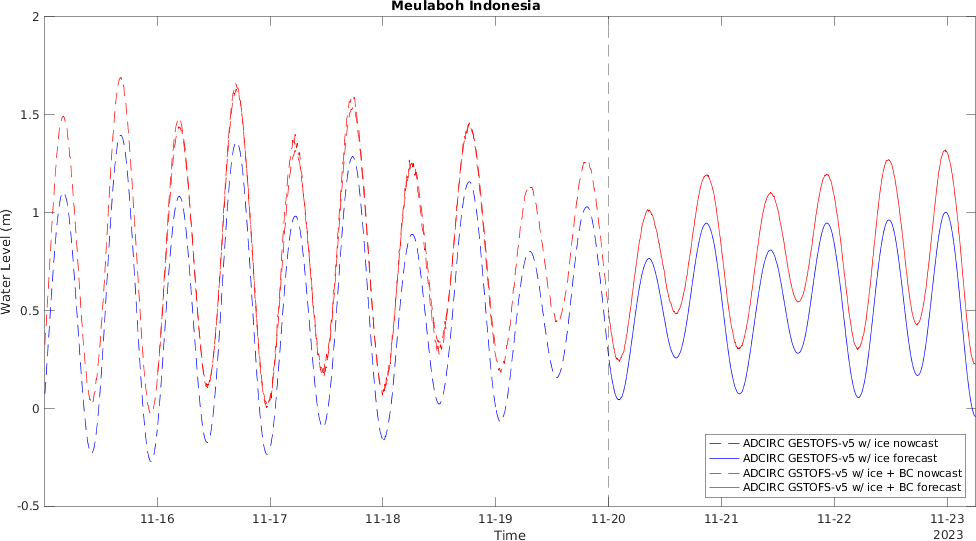 Meulaboh Indonesia
2
1.5
1
0.5
0
-0.5
Water Level (m)
11-16
11-17
11-18
11-19
11-20
11-21
11-22
11-23
2023
Time
ADCIRC GESTOFS-v5 w/ ice nowcast
ADCIRC GESTOFS-v5 w/ ice forecast
ADCIRC GSTOFS-v5 w/ ice + BC nowcast
ADCIRC GSTOFS-v5 w/ ice + BC forecast